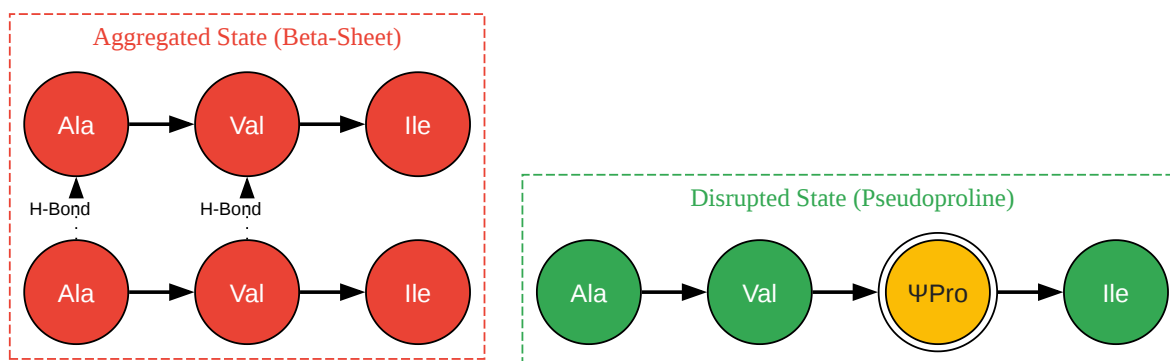 Aggregated State (Beta-Sheet)
Ala Val Ile
H-Bond H-Bond
Ala Val Ile
Disrupted State (Pseudoproline)
Ala Val ΨPro Ile